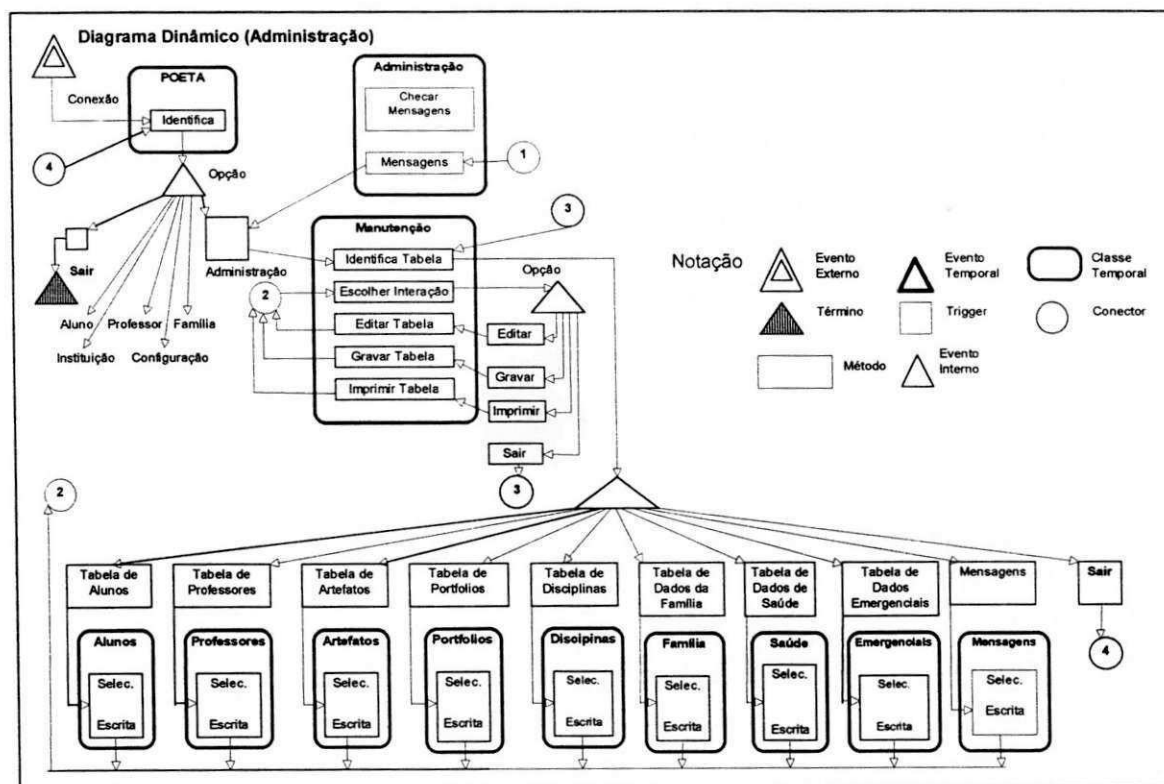 Diagrama Dinâmico (Administração)
POETA
Conexão
Identifica
4
Opção
Sair
Aluno
Professor
Família
Instituição
Configuração
Administração
Administração
Checar
Mensagens
Mensagens
1
3
Manutenção
Identifica Tabela
Escolher Interação
Editar Tabela
Gravar Tabela
Imprimir Tabela
2
Opção
Editar
Gravar
Imprimir
Sair
3
Notação
Evento
Externo
Evento
Temporal
Classe
Temporal
Término
Trigger
Conector
Método
Evento
Interno
2
Tabela de
Alunos
Tabela de
Professores
Tabela de
Artefatos
Tabela de
Portfolios
Tabela de
Disciplinas
Tabela de
Dados da
Família
Tabela de
Dados de
Saúde
Tabela de
Dados
Emergenciais
Mensagens
Sair
4
Alunos
Selec.
Escrita
Professores
Selec.
Escrita
Artefatos
Selec.
Escrita
Portfolios
Selec.
Escrita
Discipinas
Selec.
Escrita
Família
Selec.
Escrita
Saúde
Selec.
Escrita
Emergenciais
Selec.
Escrita
Mensagens
Selec.
Escrita